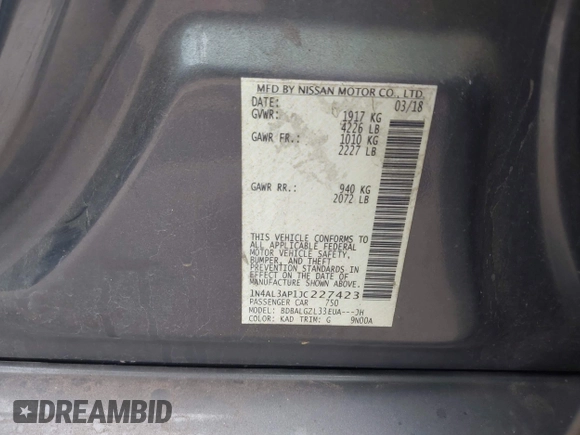 MFD BY NISSAN MOTOR CO., LTD.
DATE: 03/18
GVWR: 1917 KG
4226 LB
GAWR FR.: 1010 KG
2227 LB
GAWR RR.: 940 KG
2072 LB
THIS VEHICLE CONFORMS TO
ALL APPLICABLE FEDERAL
MOTOR VEHICLE SAFETY,
BUMPER, AND THEFT
PREVENTION STANDARDS IN
EFFECT ON THE DATE OF
MANUFACTURE SHOWN ABOVE.
1N4AL3AP1JC227423
PASSENGER CAR 750
MODEL: BDBALGZL33EUA---JH
COLOR: KAD TRIM: G 9N00A
DREAMBID